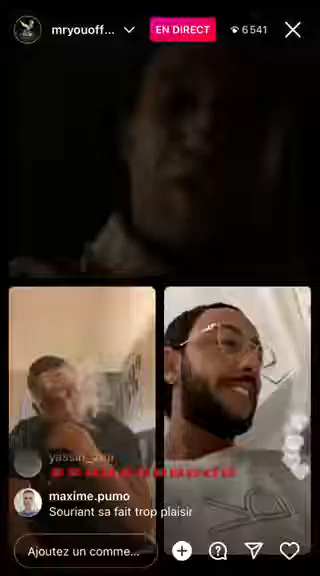 mryouoff...
EN DIRECT
6 541
maxime.pumo
Souriant sa fait trop plaisir
Ajoutez un comme...